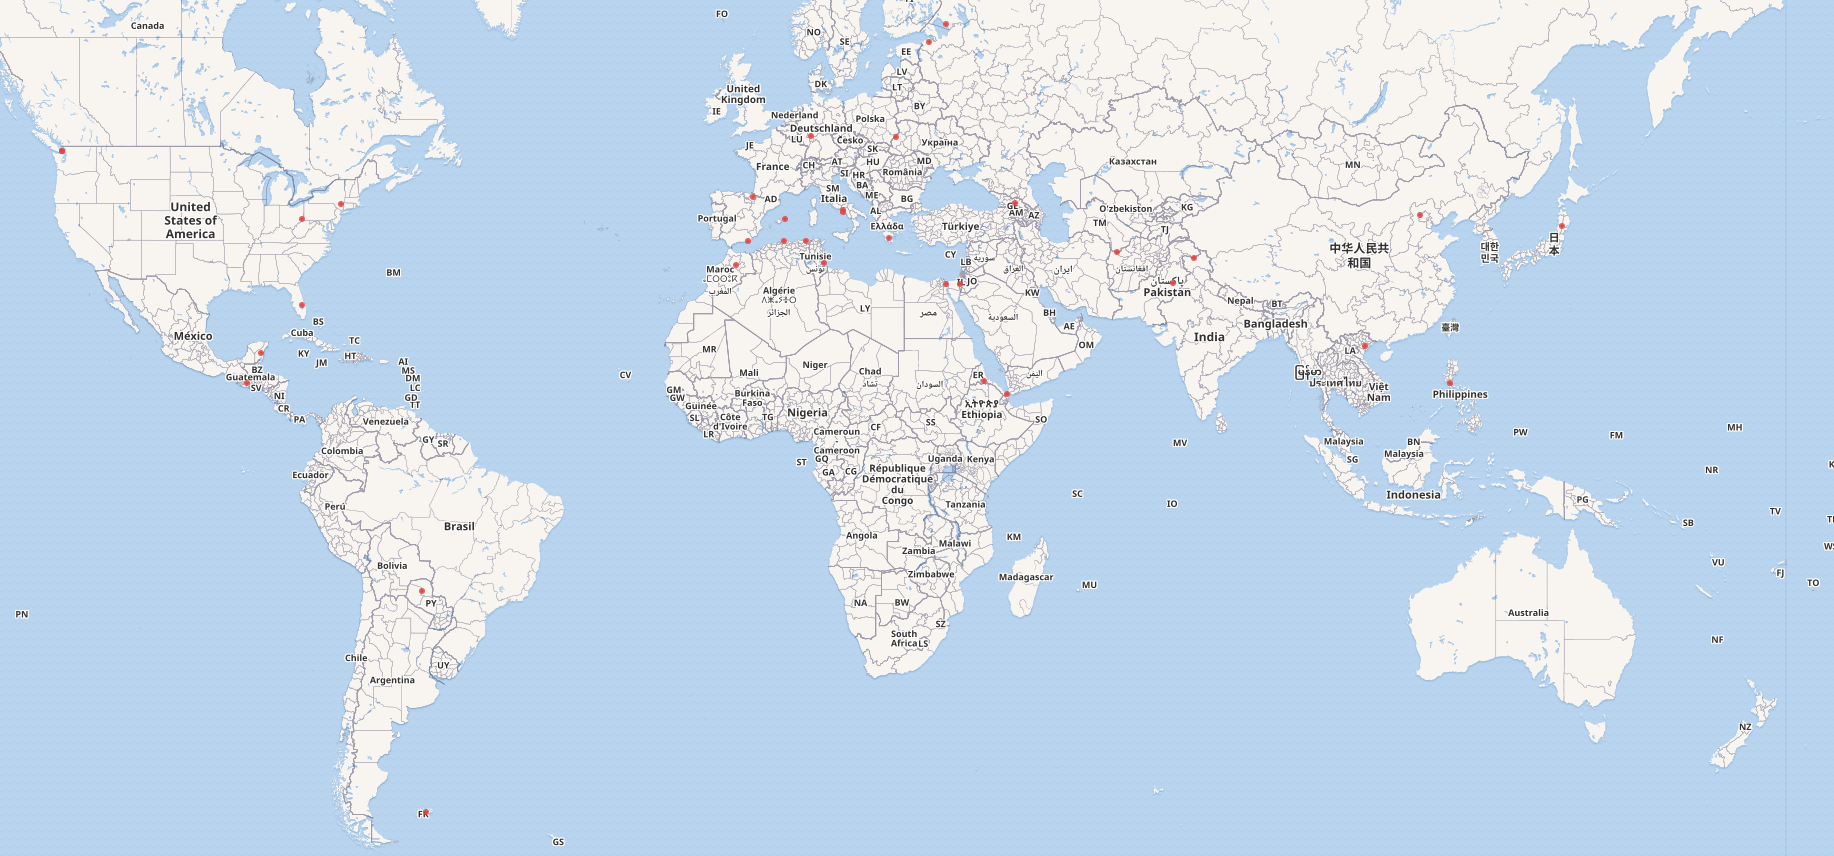 Canada
FO
NO
SE
EE
LV
LT
DK
United
Kingdom
IE
BY
Nederland
Polska
Deutschland
LU
Česko
Україна
SK
JE
France
CH
AT
HU
MD
SI
HR
România
BA
SM
Italia
ME
AD
BG
AL
Portugal
Ελλάδα
Türkiye
GE
AM
AZ
Казахстан
O'zbekiston
KG
TM
TJ
MN
United
States of
America
中华人民共
和国
대한
민국
日
本
BM
Tunisie
تونس
CY
LB
سوريا
العراق
ایران
افغانستان
Maroc
المغرب
Algérie
الجزائر
LY
مصر
IL
JO
KW
پاکستان
Pakistan
Nepal
BT
Bangladesh
India
السعودية
BH
AE
OM
BS
México
Cuba
TC
KY
HT
JM
AI
MS
DM
LC
GD
TT
BZ
Guatemala
SV
NI
CR
PA
臺灣
LA
ประเทศไทย
Việt
Nam
Philippines
CV
MR
Mali
Niger
Chad
تشاد
السودان
ER
اليمن
GM
GW
Burkina
Faso
Guinée
SL
Côte
d'Ivoire
TG
LR
Nigeria
ኢትዮጵያ
Ethiopia
SO
Cameroun
-
Cameroon
CF
SS
Venezuela
GY
SR
Colombia
Ecuador
ST
GQ
GA
CG
République
Démocratique
du
Congo
Uganda
Kenya
Tanzania
MV
Malaysia
SG
BN
Malaysia
Indonesia
PW
FM
MH
NR
PG
SB
TV
SC
IO
Perú
Brasil
Bolivia
Angola
Zambia
Malawi
KM
Zimbabwe
Madagascar
MU
NA
BW
SZ
South
Africa
LS
PN
PY
Chile
UY
Argentina
Australia
VU
FJ
TO
NF
NZ
FK
GS